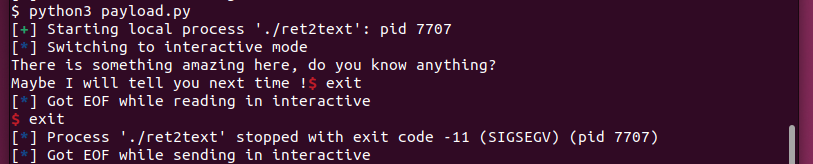 $ python3 payload.py
[+] Starting local process './ret2text': pid 7707
[*] Switching to interactive mode
There is something amazing here, do you know anything?
Maybe I will tell you next time !$ exit
[*] Got EOF while reading in interactive
$ exit
[*] Process './ret2text' stopped with exit code -11 (SIGSEGV) (pid 7707)
[*] Got EOF while sending in interactive